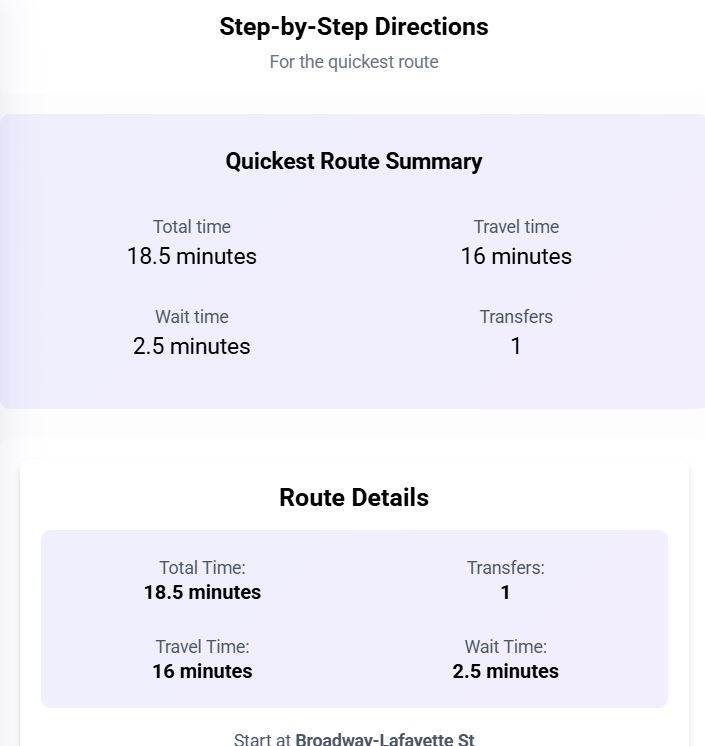 Step-by-Step Directions
For the quickest route
Quickest Route Summary
Total time
18.5 minutes
Travel time
16 minutes
Wait time
2.5 minutes
Transfers
1
Route Details
Total Time:
18.5 minutes
Transfers:
1
Travel Time:
16 minutes
Wait Time:
2.5 minutes
Start at Broadway-Lafayette St